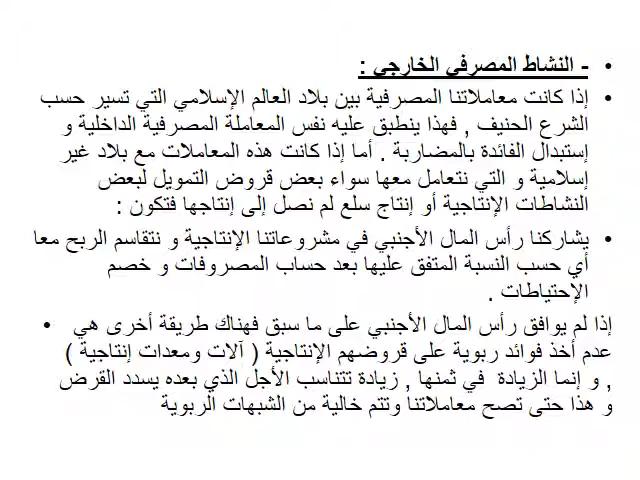 • - النشاط المصرفي الخارجي :
• إذا كانت معاملاتنا المصرفية بين بلاد العالم الإسلامي التي تسير حسب
الشرع الحنيف , فهذا ينطبق عليه نفس المعاملة المصرفية الداخلية و
إستبدال الفائدة بالمضاربة . أما إذا كانت هذه المعاملات مع بلاد غير
إسلامية و التي نتعامل معها سواء بعض قروض التمويل لبعض
النشاطات الإنتاجية أو إنتاج سلع لم نصل إلى إنتاجها فتكون :
• يشاركنا رأس المال الأجنبي في مشروعاتنا الإنتاجية و نتقاسم الربح معا
أي حسب النسبة المتفق عليها بعد حساب المصروفات و خصم
الإحتياطات .
• إذا لم يوافق رأس المال الأجنبي على ما سبق فهناك طريقة أخرى هي
عدم أخذ فوائد ربوية على قروضهم الإنتاجية ( آلات ومعدات إنتاجية )
, و إنما الزيادة في ثمنها , زيادة تتناسب الأجل الذي بعده يسدد القرض
و هذا حتى تصح معاملاتنا وتتم خالية من الشبهات الربوية